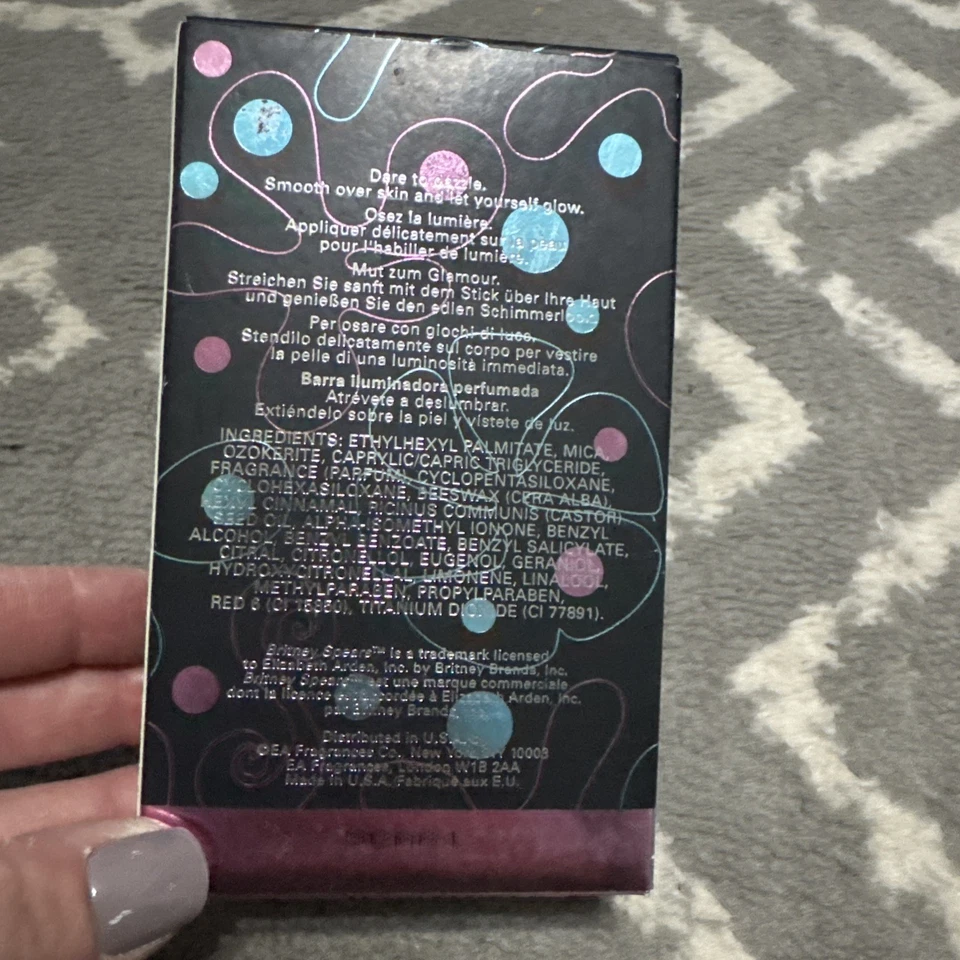 Dare to dazzle.
Smooth over skin and let yourself glow.
Osez la lumière.
Appliquer délicatement sur la peau
pour l'habiller de lumière.
Mut zum Glamour.
Streichen Sie sanft mit dem Stick über Ihre Haut
und genießen Sie den edlen Schimmerlook.
Per osare con giochi di luce.
Stendilo delicatamente sul corpo per vestire
la pelle di una luminosità immediata.
Barra iluminadora perfumada
Atrévete a deslumbrar.
Extiéndelo sobre la piel y vístete de luz.
INGREDIENTS: ETHYLHEXYL PALMITATE, MICA,
OZOKERITE, CAPRYLIC/CAPRIC TRIGLYCERIDE,
FRAGRANCE (PARFUM), CYCLOPENTASILOXANE,
CYCLOHEXASILOXANE, BEESWAX (CERA ALBA),
HEXYL CINNAMAL, RICINUS COMMUNIS (CASTOR)
SEED OIL, ALPHA-ISOMETHYL IONONE, BENZYL
ALCOHOL, BENZYL BENZOATE, BENZYL SALICYLATE,
CITRAL, CITRONELLOL, EUGENOL, GERANIOL,
HYDROXYCITRONELLAL, LIMONENE, LINALOOL,
METHYLPARABEN, PROPYLPARABEN,
RED 6 (CI 15850), TITANIUM DIOXIDE (CI 77891).
Britney Spears™ is a trademark licensed
to Elizabeth Arden, Inc. by Britney Brands, Inc.
Britney Spears est une marque commerciale
dont la licence accordée à Elizabeth Arden, Inc.
par Britney Brands,
Distributed in U.S.A.
©EA Fragrances Co., New York, NY 10003
EA Fragrances, London W1B 2AA
Made in U.S.A./Fabriqué aux E.U.